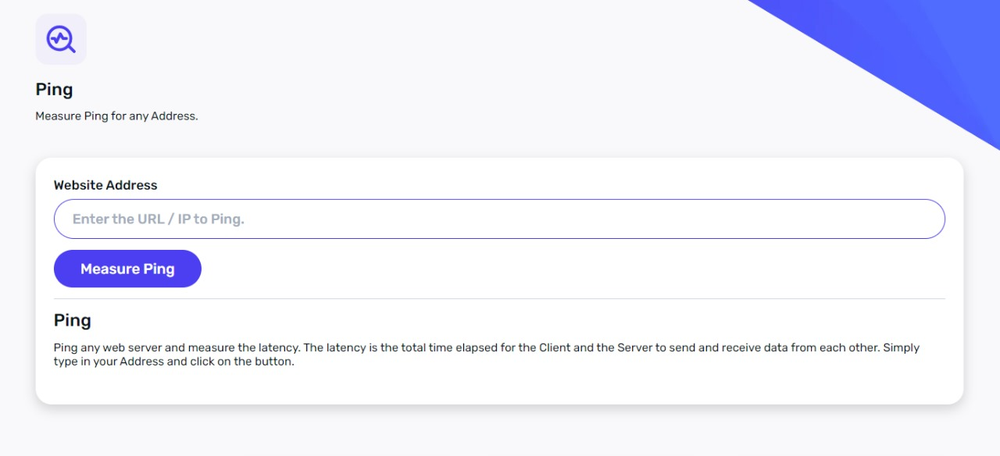 Ping
Measure Ping for any Address.
Website Address
Enter the URL / IP to Ping.
Measure Ping
Ping
Ping any web server and measure the latency. The latency is the total time elapsed for the Client and the Server to send and receive data from each other. Simply
type in your Address and click on the button.